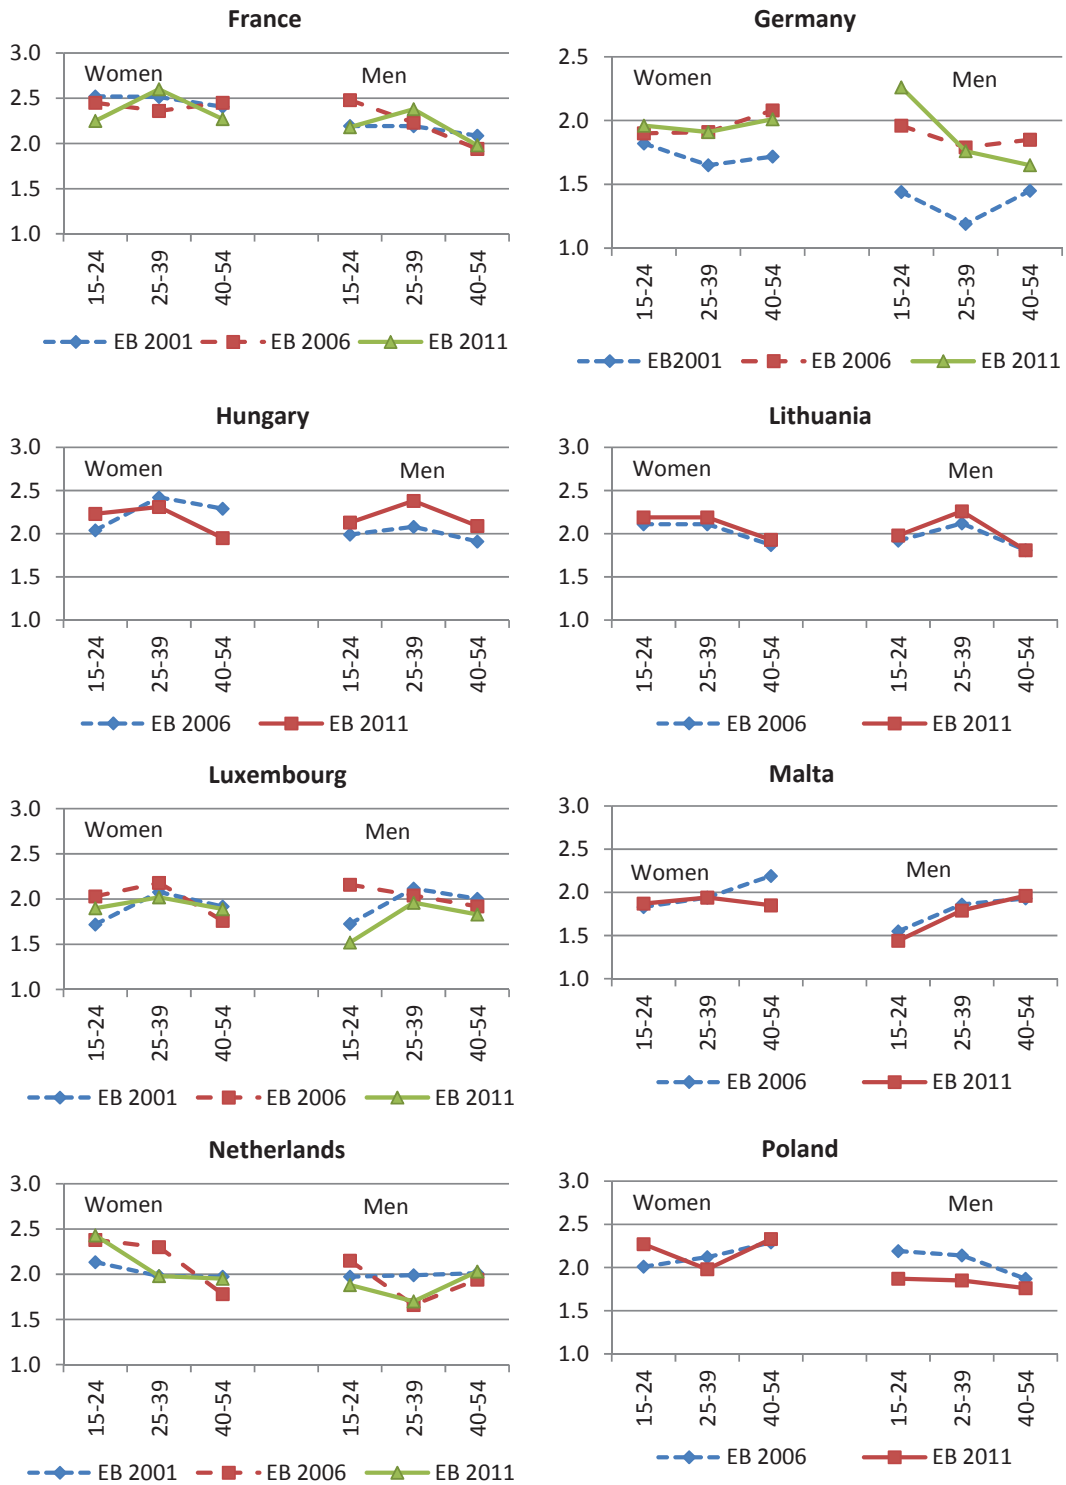 France
3.0
2.5
2.0
1.5
1.0
Women
Men
15-24
25-39
40-54
15-24
25-39
40-54
EB 2001 EB 2006 EB 2011
Germany
2.5
2.0
1.5
1.0
Women
Men
15-24
25-39
40-54
15-24
25-39
40-54
EB2001 EB 2006 EB 2011
Hungary
3.0
2.5
2.0
1.5
1.0
Women
Men
15-24
25-39
40-54
15-24
25-39
40-54
EB 2006 EB 2011
Lithuania
3.0
2.5
2.0
1.5
1.0
Women
Men
15-24
25-39
40-54
15-24
25-39
40-54
EB 2006 EB 2011
Luxembourg
3.0
2.5
2.0
1.5
1.0
Women
Men
15-24
25-39
40-54
15-24
25-39
40-54
EB 2001 EB 2006 EB 2011
Malta
3.0
2.5
2.0
1.5
1.0
Women
Men
15-24
25-39
40-54
15-24
25-39
40-54
EB 2006 EB 2011
Netherlands
3.0
2.5
2.0
1.5
1.0
Women
Men
15-24
25-39
40-54
15-24
25-39
40-54
EB 2001 EB 2006 EB 2011
Poland
3.0
2.5
2.0
1.5
1.0
Women
Men
15-24
25-39
40-54
15-24
25-39
40-54
EB 2006 EB 2011